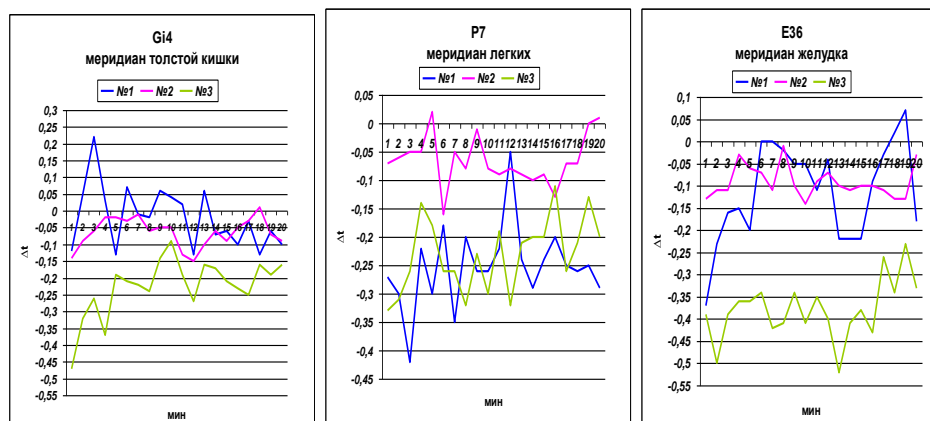 Gi4
меридиан толстой кишки
№1 №2 №3
0,3
0,25
0,2
0,15
0,1
0,05
0
-0,05
-0,1
-0,15
-0,2
-0,25
-0,3
-0,35
-0,4
-0,45
-0,5
-0,55
1 2 3 4 5 6 7 8 9 10 11 12 13 14 15 16 17 18 19 20
Δt
мин
P7
меридиан легких
№1 №2 №3
0,05
0
-0,05
-0,1
-0,15
-0,2
-0,25
-0,3
-0,35
-0,4
-0,45
1 2 3 4 5 6 7 8 9 10 11 12 13 14 15 16 17 18 19 20
Δt
мин
E36
меридиан желудка
№1 №2 №3
0,1
0,05
0
-0,05
-0,1
-0,15
-0,2
-0,25
-0,3
-0,35
-0,4
-0,45
-0,5
-0,55
1 2 3 4 5 6 7 8 9 10 11 12 13 14 15 16 17 18 19 20
Δt
мин